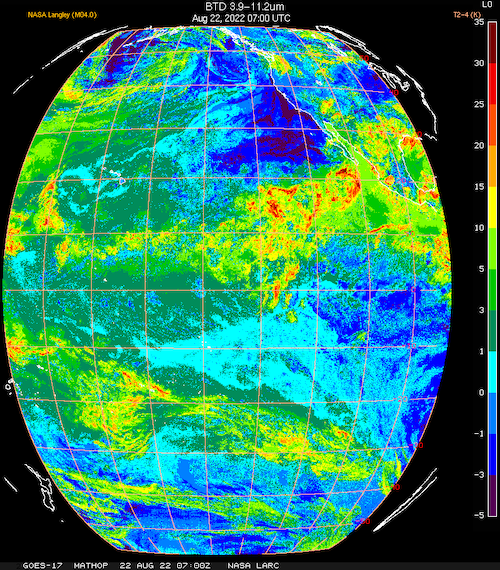 BTD 3.9-11.2um
L0
NASA Langley (M04.0)
Aug 22, 2022 07:00 UTC
T2-4 (K)
35
30
25
20
15
10
5
3
1
0
-1
-3
-5
GOES-17 MATHOP 22 AUG 22 07:00Z NASA LARC